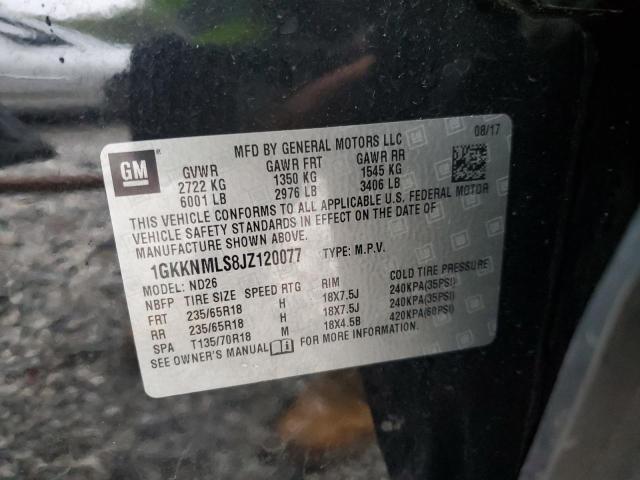 MFD BY GENERAL MOTORS LLC 08/17
GM
GVWR GAWR FRT GAWR RR
2722 KG 1350 KG 1545 KG
6001 LB 2976 LB 3406 LB
THIS VEHICLE CONFORMS TO ALL APPLICABLE U.S. FEDERAL MOTOR
VEHICLE SAFETY STANDARDS IN EFFECT ON THE DATE OF
MANUFACTURE SHOWN ABOVE.
1GKKNMLS8JZ120077 TYPE: M.P.V.
MODEL: ND26
NBFP TIRE SIZE SPEED RTG RIM COLD TIRE PRESSURE
FRT 235/65R18 H 18X7.5J 240KPA(35PSI)
RR 235/65R18 H 18X7.5J 240KPA(35PSI)
SPA T135/70R18 M 18X4.5B 420KPA(60PSI)
SEE OWNER'S MANUAL FOR MORE INFORMATION.